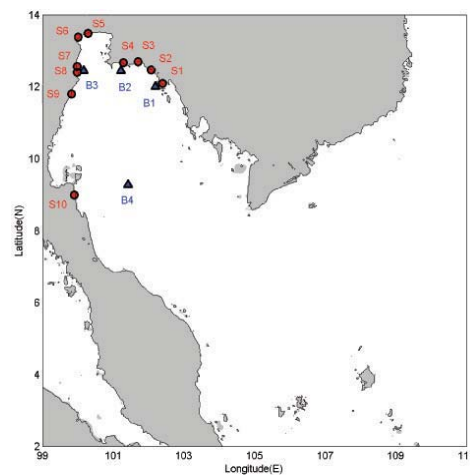 14
S6
S5
S4
S3
S7
S2
12
S8
S1
B3
B2
S9
B1
10
B4
S10
Latitude(N)
8
6
4
2
99
101
103
105
107
109
11
Longitude(E)